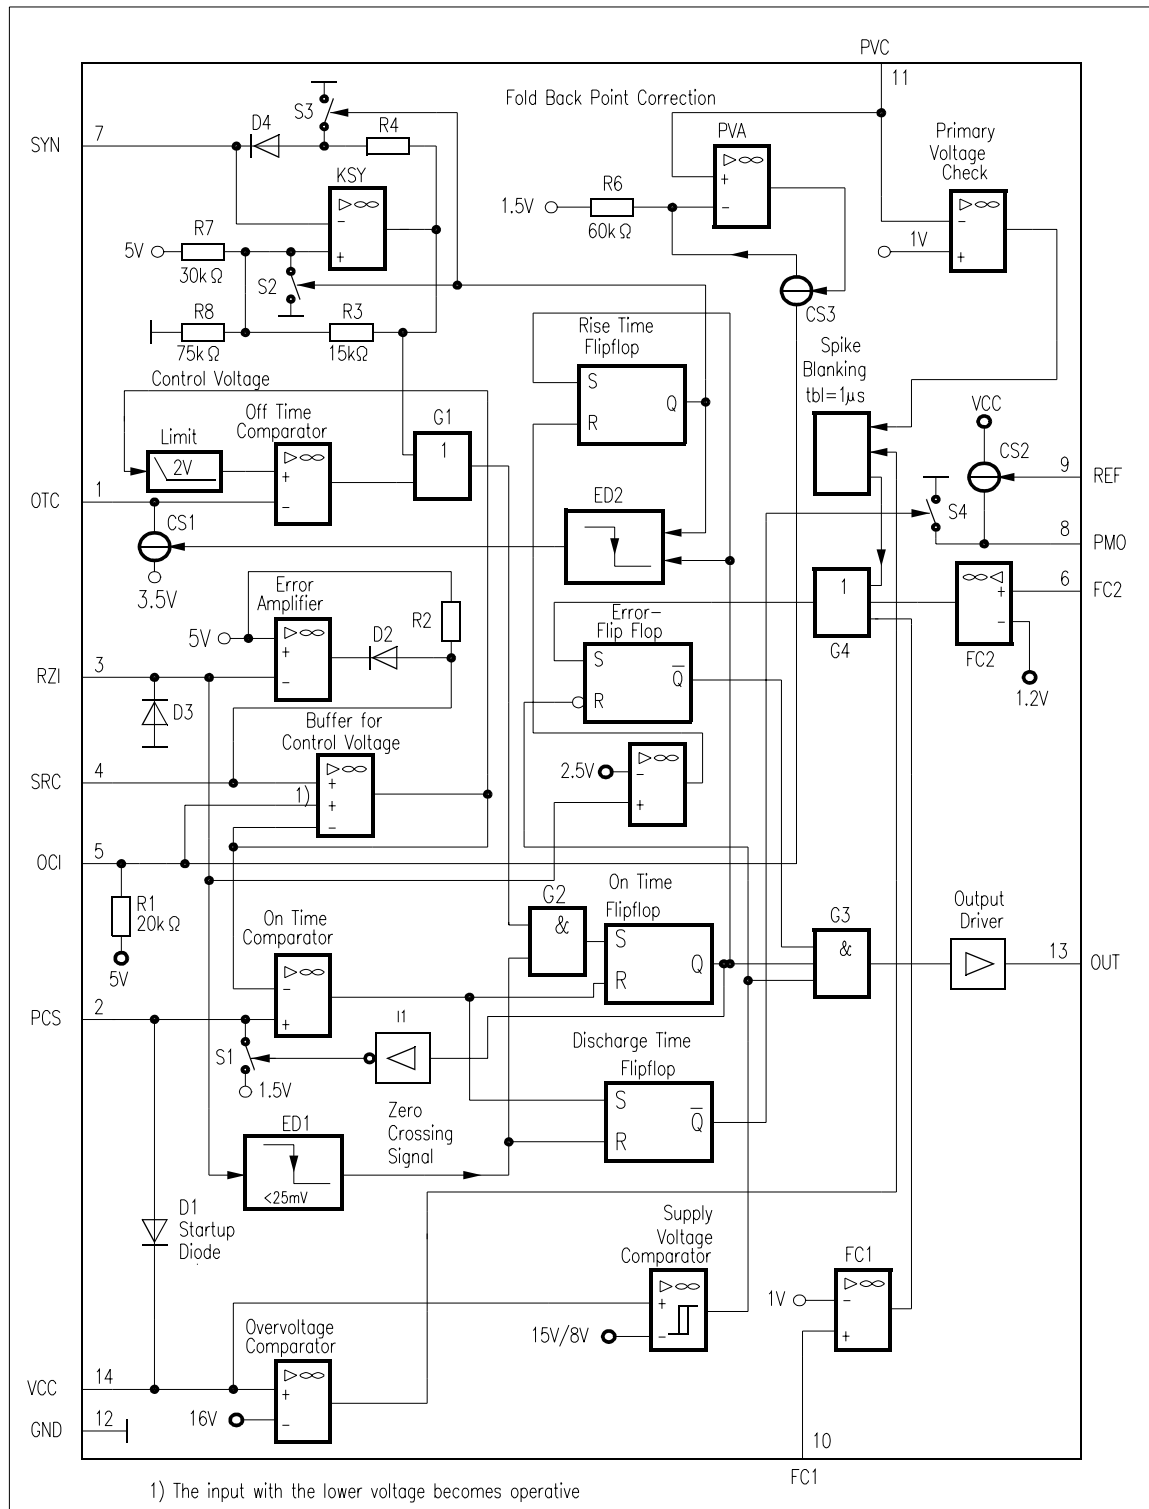 PVC
11
Fold Back Point Correction
S3
D4
R4
SYN
7
PVA
Primary
Voltage
Check
KSY
+
-
-
+
R6
1.5V
60kΩ
-
+
1V
R7
5V
30kΩ
S2
CS3
R8
75kΩ
R3
15kΩ
Rise Time
Flipflop
S
R
Q
Spike
Blanking
tbl=1µs
Control Voltage
Off Time
Comparator
G1
1
VCC
CS2
Limit
2V
+
-
9
REF
OTC
1
CS1
ED2
S4
8
PMO
3.5V
Error
Amplifier
R2
1
6
FC2
+
-
5V
D2
+
-
Error-
Flip Flop
S
R
Q
G4
FC2
RZI
3
D3
1.2V
Buffer for
Control Voltage
SRC
4
+
1)
+
-
2.5V
-
+
OCI
5
R1
20kΩ
5V
On Time
Comparator
G2
&
On Time
Flipflop
S
R
Q
G3
&
Output
Driver
13
OUT
-
+
PCS
2
I1
S1
1.5V
Discharge Time
Flipflop
S
R
Q
Zero
Crossing
Signal
ED1
<25mV
D1
Startup
Diode
Supply
Voltage
Comparator
+
-
15V/8V
FC1
1V
-
+
Overvoltage
Comparator
VCC
14
+
-
16V
GND
12
10
FC1
1) The input with the lower voltage becomes operative